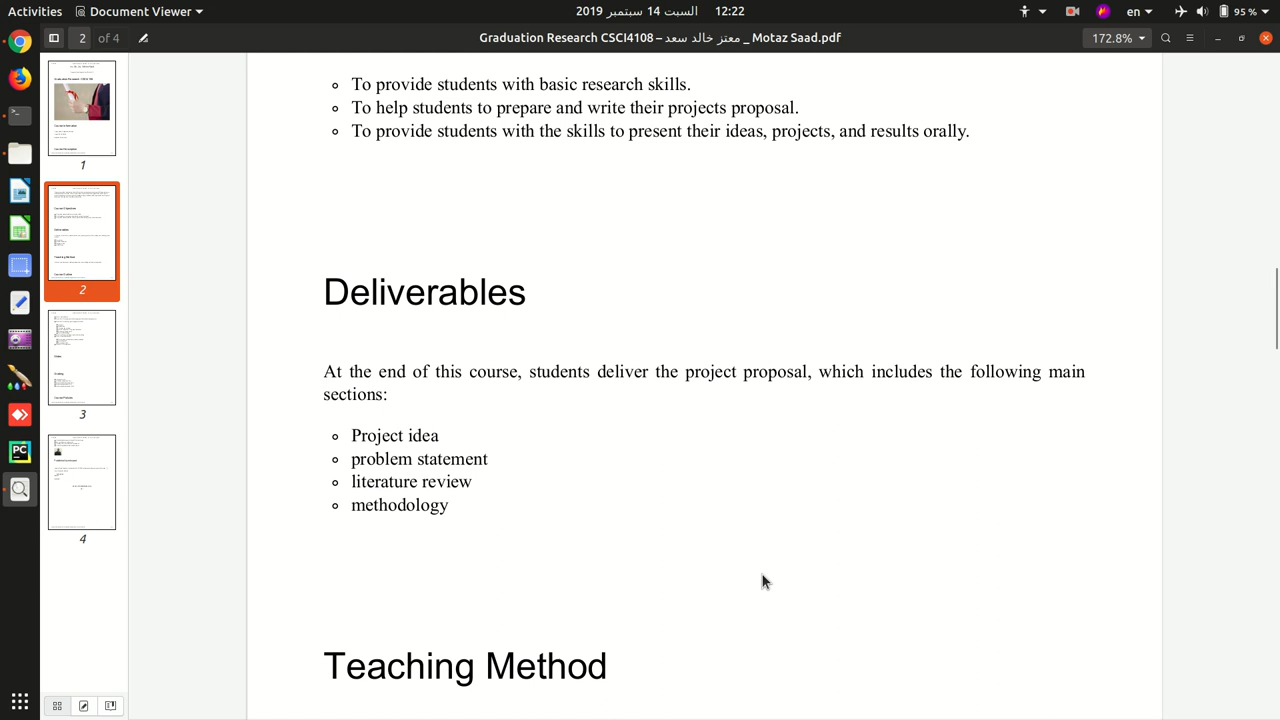 Activities Document Viewer السبت 14 سبتمبر 2019 12:22 en 95 %
2 of 4 Graduation Research CSCI4108 – معتز خالد سعد _ Motaz Saad.pdf 172.8%
To provide students with basic research skills.
To help students to prepare and write their projects proposal.
To provide students with the skills to present their ideas, projects, and results orally.
Deliverables
At the end of this course, students deliver the project proposal, which includes the following main
sections:
Project idea
problem statement
literature review
methodology
Teaching Method
1
2
3
4
PC